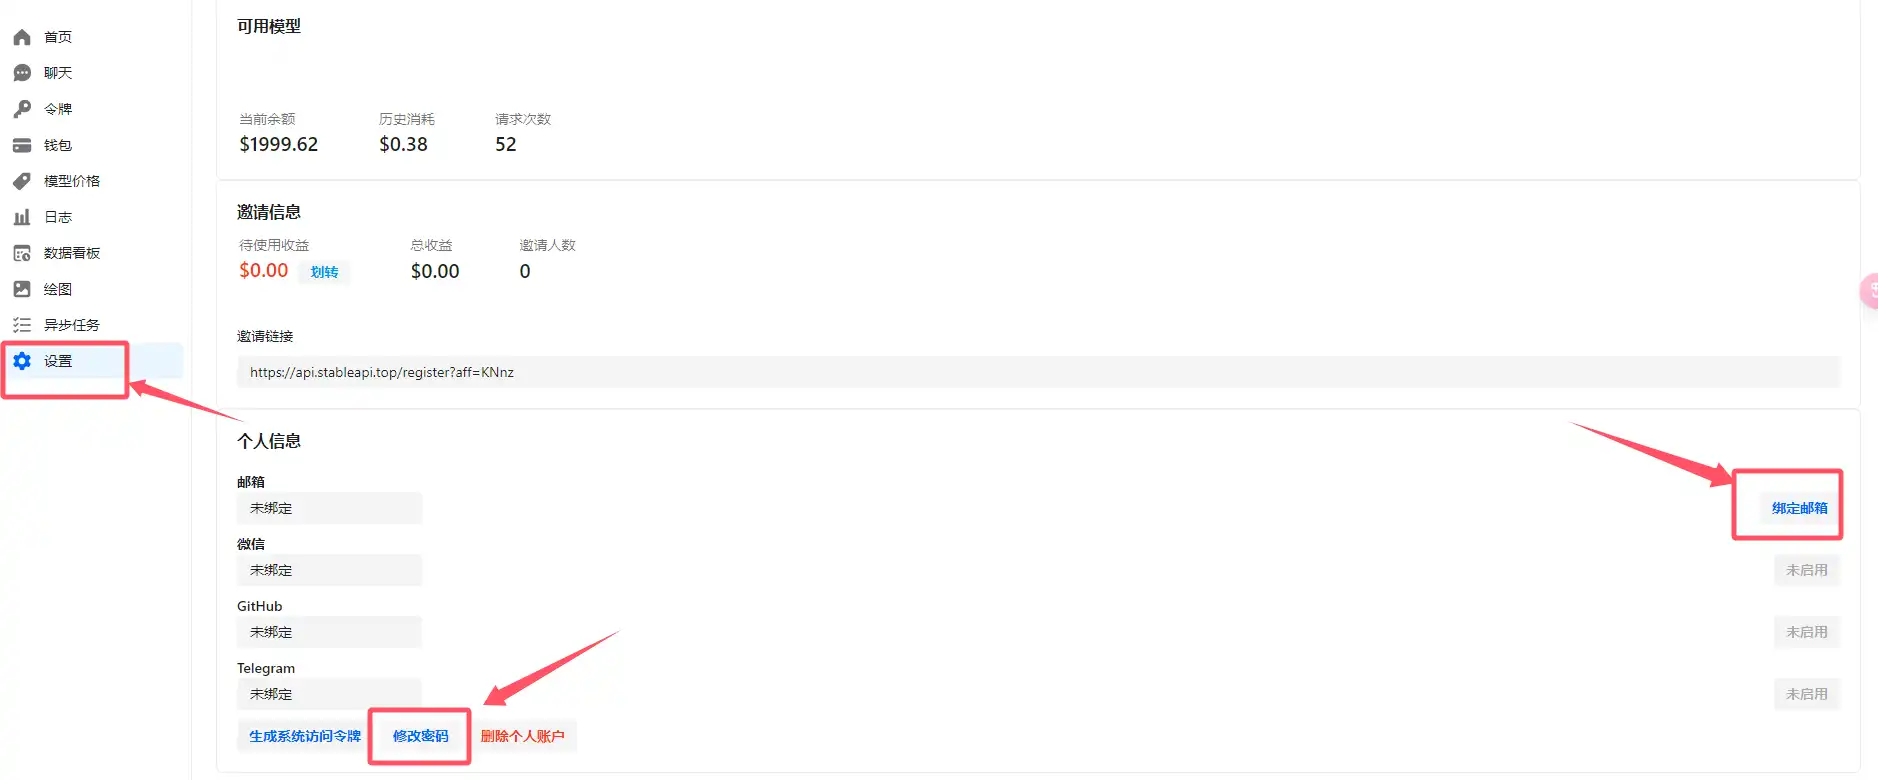 首页
聊天
令牌
钱包
模型价格
日志
数据看板
绘图
异步任务
设置
可用模型
当前余额 历史消耗 请求次数
$1999.62 $0.38 52
邀请信息
待使用收益 总收益 邀请人数
$0.00 划转 $0.00 0
邀请链接
https://api.stableapi.top/register?aff=KNnz
个人信息
邮箱
未绑定 绑定邮箱
微信
未绑定 未启用
GitHub
未绑定 未启用
Telegram
未绑定 未启用
生成系统访问令牌 修改密码 删除个人账户